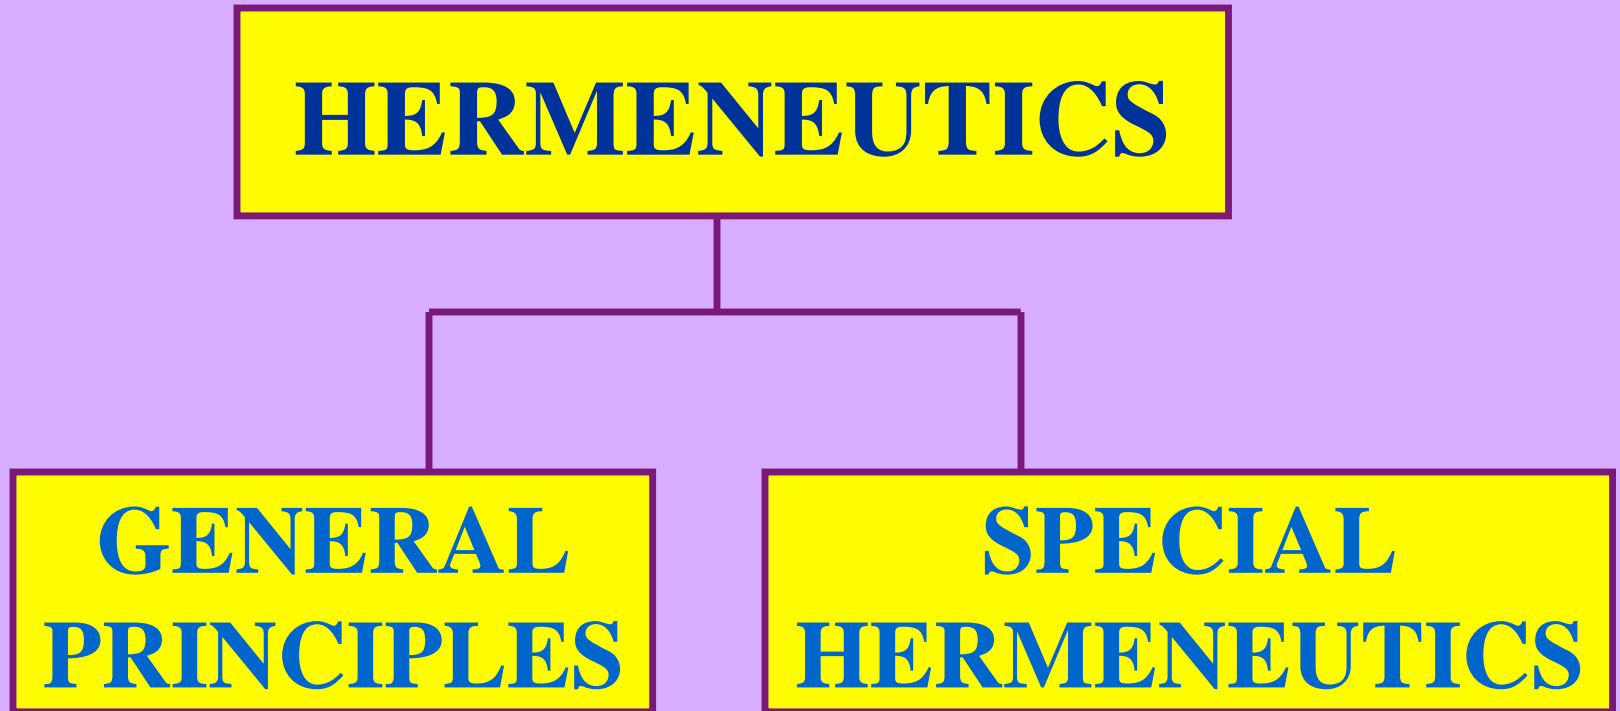 HERMENEUTICS
GENERAL
PRINCIPLES
SPECIAL
HERMENEUTICS